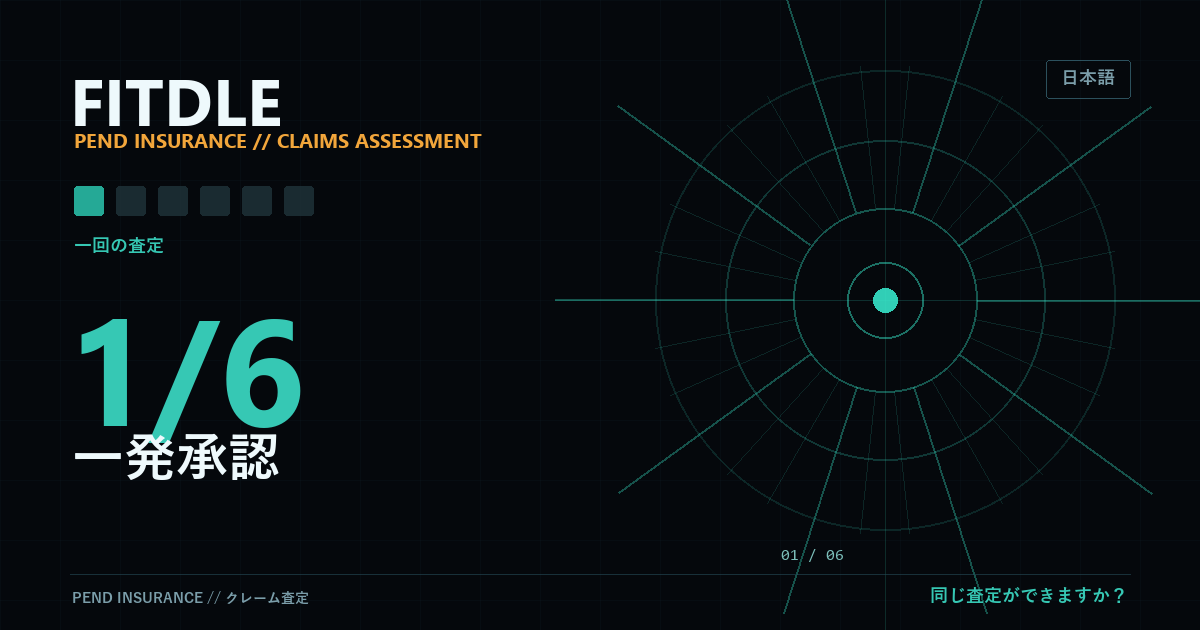 FITDLE
日本語
PEND INSURANCE // CLAIMS ASSESSMENT
一回の査定
1/6
一発承認
01 / 06
PEND INSURANCE // クレーム査定
同じ査定ができますか？